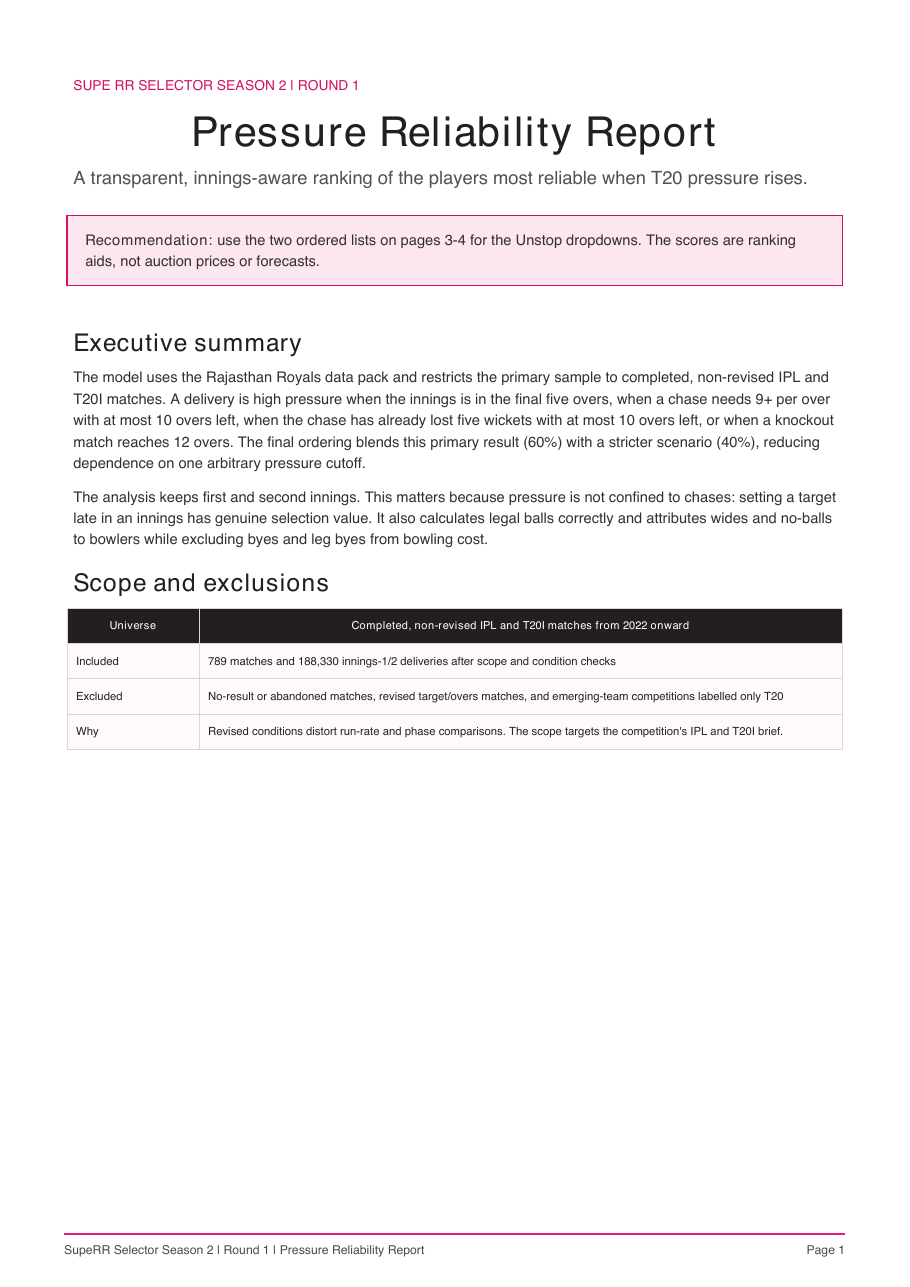 SUPE RR SELECTOR SEASON 2 | ROUND 1
Pressure Reliability Report
A transparent, innings-aware ranking of the players most reliable when T20 pressure rises.
Recommendation: use the two ordered lists on pages 3-4 for the Unstop dropdowns. The scores are ranking
aids, not auction prices or forecasts.
Executive summary
The model uses the Rajasthan Royals data pack and restricts the primary sample to completed, non-revised IPL and
T20I matches. A delivery is high pressure when the innings is in the final five overs, when a chase needs 9+ per over
with at most 10 overs left, when the chase has already lost five wickets with at most 10 overs left, or when a knockout
match reaches 12 overs. The final ordering blends this primary result (60%) with a stricter scenario (40%), reducing
dependence on one arbitrary pressure cutoff.
The analysis keeps first and second innings. This matters because pressure is not confined to chases: setting a target
late in an innings has genuine selection value. It also calculates legal balls correctly and attributes wides and no-balls
to bowlers while excluding byes and leg byes from bowling cost.
Scope and exclusions
Universe Completed, non-revised IPL and T20I matches from 2022 onward
Included 789 matches and 188,330 innings-1/2 deliveries after scope and condition checks
Excluded No-result or abandoned matches, revised target/overs matches, and emerging-team competitions labelled only T20
Why Revised conditions distort run-rate and phase comparisons. The scope targets the competition's IPL and T20I brief.
SupeRR Selector Season 2 | Round 1 | Pressure Reliability Report Page 1